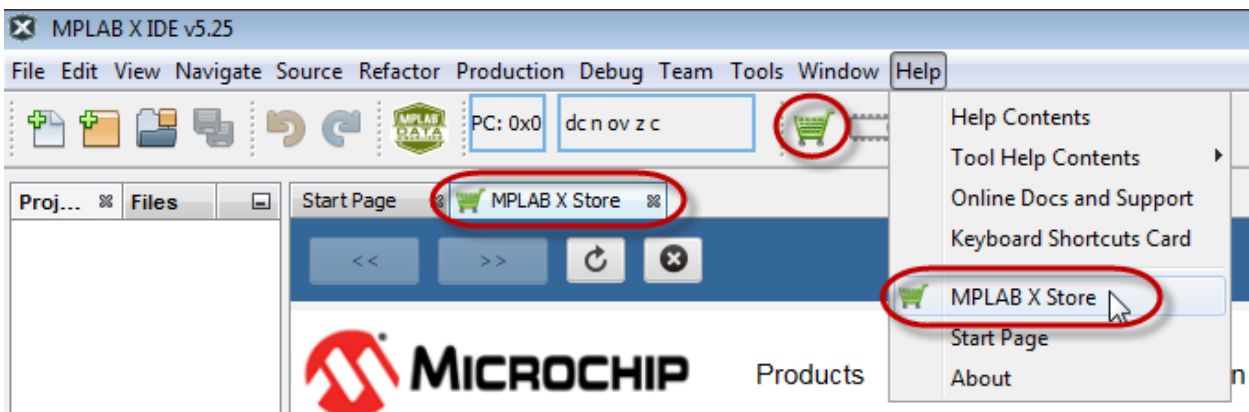 MPLAB X IDE v5.25
File Edit View Navigate Source Refactor Production Debug Team Tools Window Help
MPLAB DATA
PC: 0x0
dc n ov z c
Proj...
Files
Start Page
MPLAB X Store
<<
>>
MICROCHIP
Products
Help Contents
Tool Help Contents
Online Docs and Support
Keyboard Shortcuts Card
MPLAB X Store
Start Page
About
n